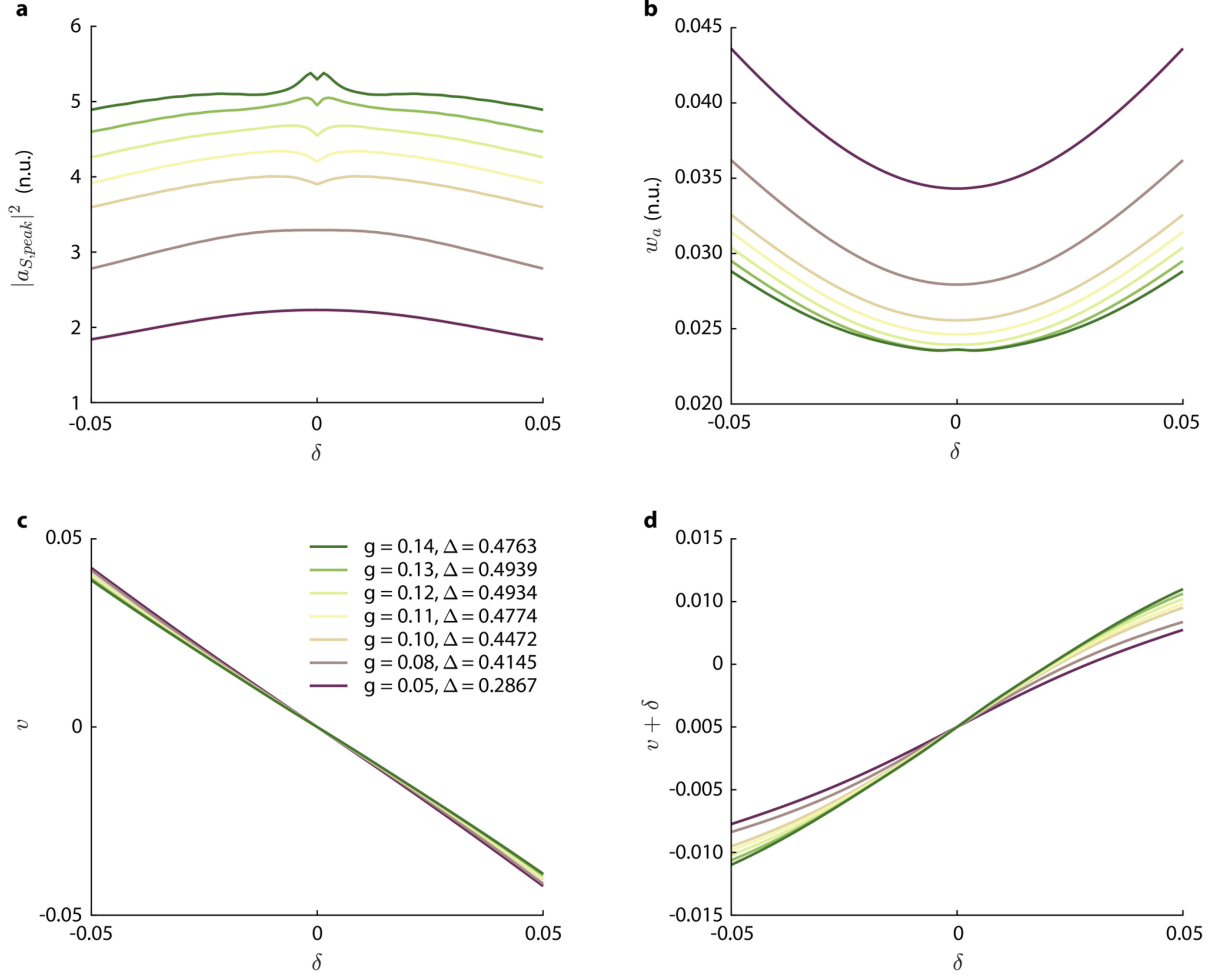 a
6
5
4
3
2
1
|a_{S,peak}|^2 (n.u.)
-0.05
0
0.05
δ
b
0.045
0.040
0.035
0.030
0.025
0.020
w_a (n.u.)
-0.05
0
0.05
δ
c
0.05
0
-0.05
v
g = 0.14, Δ = 0.4763
g = 0.13, Δ = 0.4939
g = 0.12, Δ = 0.4934
g = 0.11, Δ = 0.4774
g = 0.10, Δ = 0.4472
g = 0.08, Δ = 0.4145
g = 0.05, Δ = 0.2867
-0.05
0
0.05
δ
d
0.015
0.010
0
0.005
-0.005
-0.010
-0.015
v + δ
-0.05
0
0.05
δ